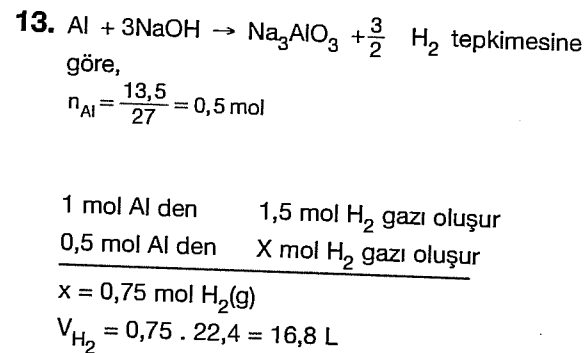 13. Al + 3NaOH → Na₃AlO₃ + 3/2 H₂ tepkimesine
göre,
n_Al = 13,5/27 = 0,5 mol
1 mol Al den 1,5 mol H₂ gazı oluşur
0,5 mol Al den X mol H₂ gazı oluşur
x = 0,75 mol H₂(g)
V_H₂ = 0,75 . 22,4 = 16,8 L